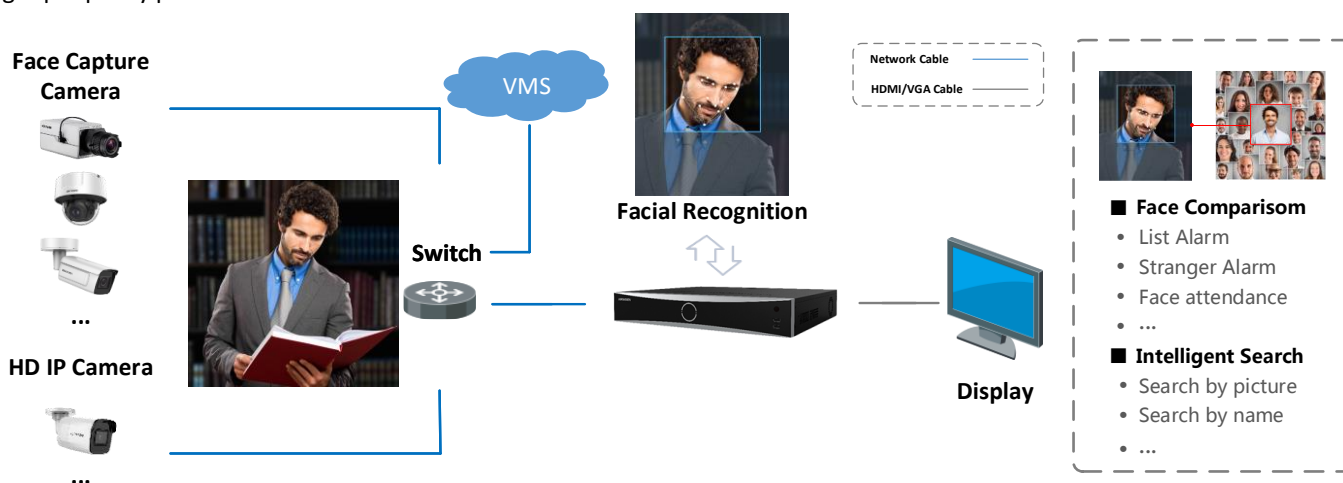 Face Capture
Camera
...
HD IP Camera
...
VMS
Switch
Facial Recognition
Network Cable
HDMI/VGA Cable
Display
■ Face Comparisom
• List Alarm
• Stranger Alarm
• Face attendance
• ...
■ Intelligent Search
• Search by picture
• Search by name
• ...